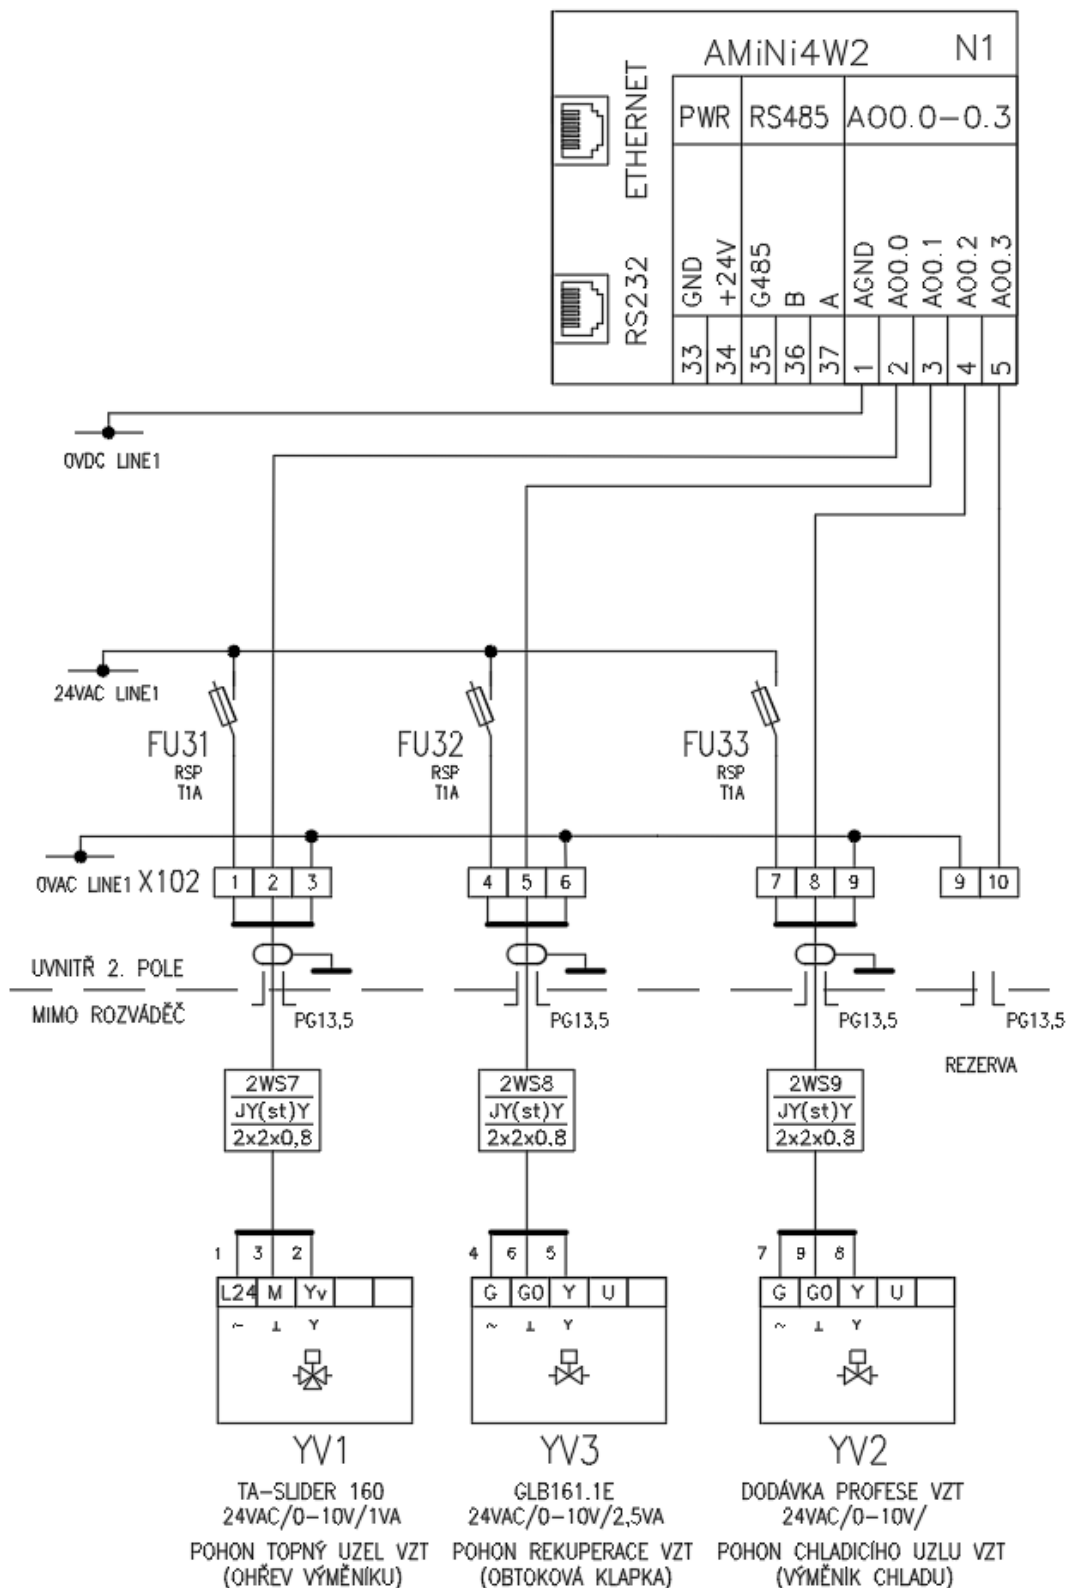 AMiNi4W2 N1
ETHERNET
RS232
PWR RS485 AO0.0-0.3
GND +24V G485 B A AGND AO0.0 AO0.1 AO0.2 AO0.3
33 34 35 36 37 1 2 3 4 5
0VDC LINE1
24VAC LINE1
FU31 FU32 FU33
RSP RSP RSP
T1A T1A T1A
0VAC LINE1 X102 1 2 3 4 5 6 7 8 9 9 10
UVNITŘ 2. POLE
MIMO ROZVÁDĚČ
PG13,5 PG13,5 PG13,5 PG13,5
REZERVA
2WS7 2WS8 2WS9
JY(st)Y JY(st)Y JY(st)Y
2x2x0,8 2x2x0,8 2x2x0,8
1 3 2 4 6 5 7 9 8
L24 M Yv G G0 Y U G G0 Y U
~ ⊥ Y ~ ⊥ Y ~ ⊥ Y
YV1 YV3 YV2
TA-SLIDER 160 GLB161.1E DODÁVKA PROFESE VZT
24VAC/0-10V/1VA 24VAC/0-10V/2,5VA 24VAC/0-10V/
POHON TOPNÝ UZEL VZT POHON REKUPERACE VZT POHON CHLADICÍHO UZLU VZT
(OHŘEV VÝMĚNÍKU) (OBTOKOVÁ KLAPKA) (VÝMĚNÍK CHLADU)